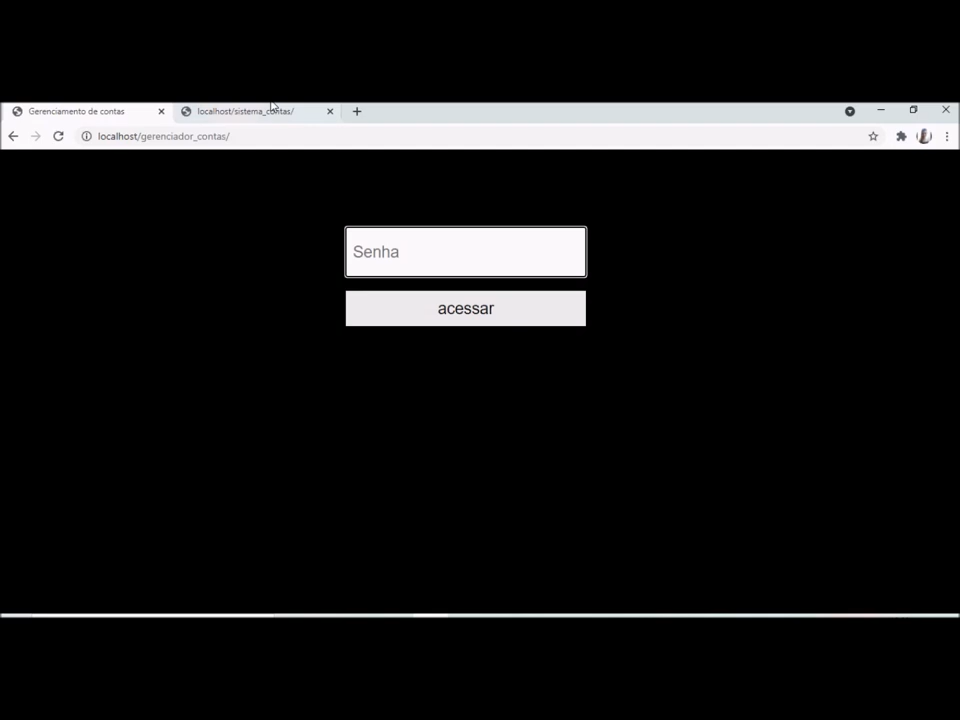 Gerenciamento de contas
localhost/sistema_contas/
localhost/gerenciador_contas/
Senha
acessar